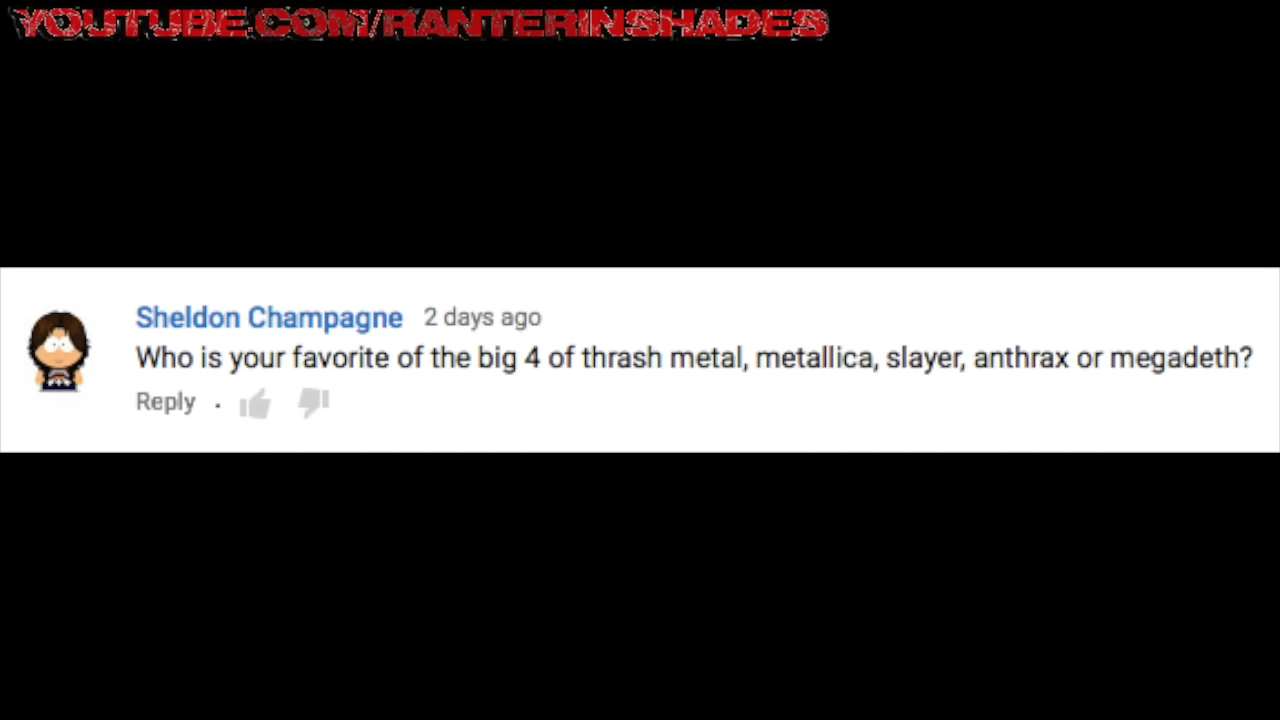 YOUTUBE.COM/RANTERINSHADES
Sheldon Champagne 2 days ago
Who is your favorite of the big 4 of thrash metal, metallica, slayer, anthrax or megadeth?
Reply .